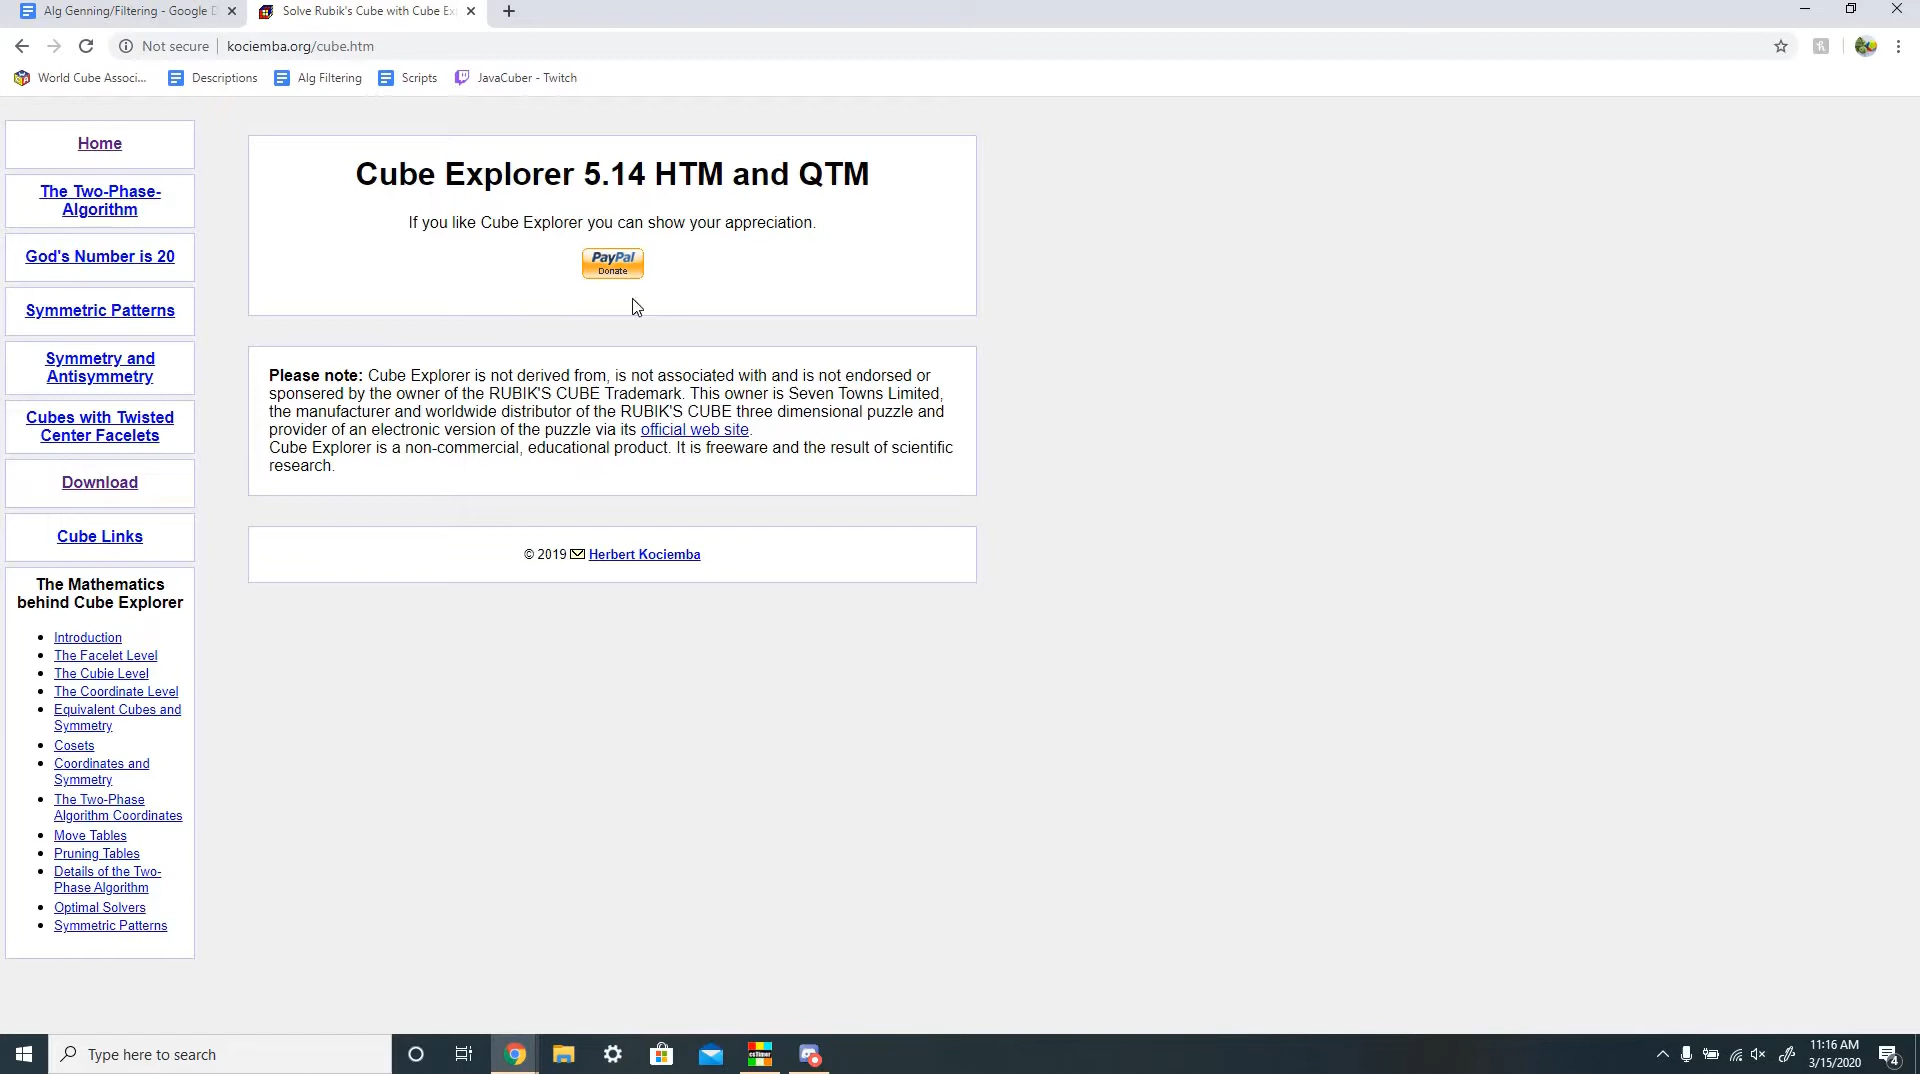 Alg Genning/Filtering - Google D
Solve Rubik's Cube with Cube Ex
Not secure
kociemba.org/cube.htm
World Cube Associ...
Descriptions
Alg Filtering
Scripts
JavaCuber - Twitch
Home
The Two-Phase-
Algorithm
God's Number is 20
Symmetric Patterns
Symmetry and
Antisymmetry
Cubes with Twisted
Center Facelets
Download
Cube Links
The Mathematics
behind Cube Explorer
Introduction
The Facelet Level
The Cubie Level
The Coordinate Level
Equivalent Cubes and
Symmetry
Cosets
Coordinates and
Symmetry
The Two-Phase
Algorithm Coordinates
Move Tables
Pruning Tables
Details of the Two-
Phase Algorithm
Optimal Solvers
Symmetric Patterns
Cube Explorer 5.14 HTM and QTM
If you like Cube Explorer you can show your appreciation.
PayPal
Donate
Please note: Cube Explorer is not derived from, is not associated with and is not endorsed or
sponsered by the owner of the RUBIK'S CUBE Trademark. This owner is Seven Towns Limited,
the manufacturer and worldwide distributor of the RUBIK'S CUBE three dimensional puzzle and
provider of an electronic version of the puzzle via its official web site.
Cube Explorer is a non-commercial, educational product. It is freeware and the result of scientific
research.
© 2019 Herbert Kociemba
Type here to search
csTimer
11:16 AM
3/15/2020
4